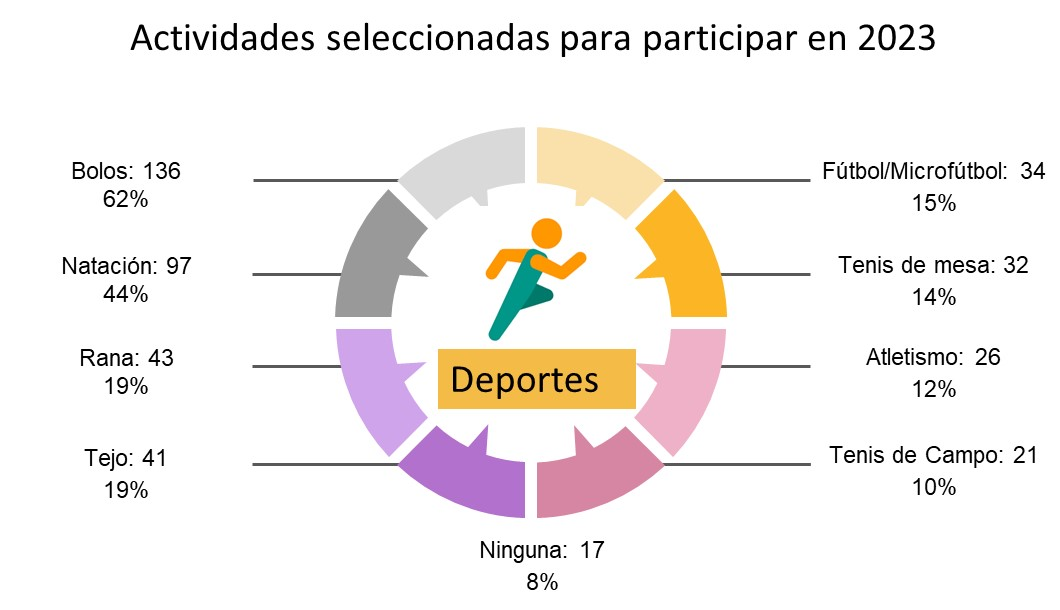 Actividades seleccionadas para participar en 2023
Bolos: 136
62%
Natación: 97
44%
Rana: 43
19%
Tejo: 41
19%
Fútbol/Microfútbol: 34
15%
Tenis de mesa: 32
14%
Atletismo: 26
12%
Tenis de Campo: 21
10%
Deportes
Ninguna: 17
8%